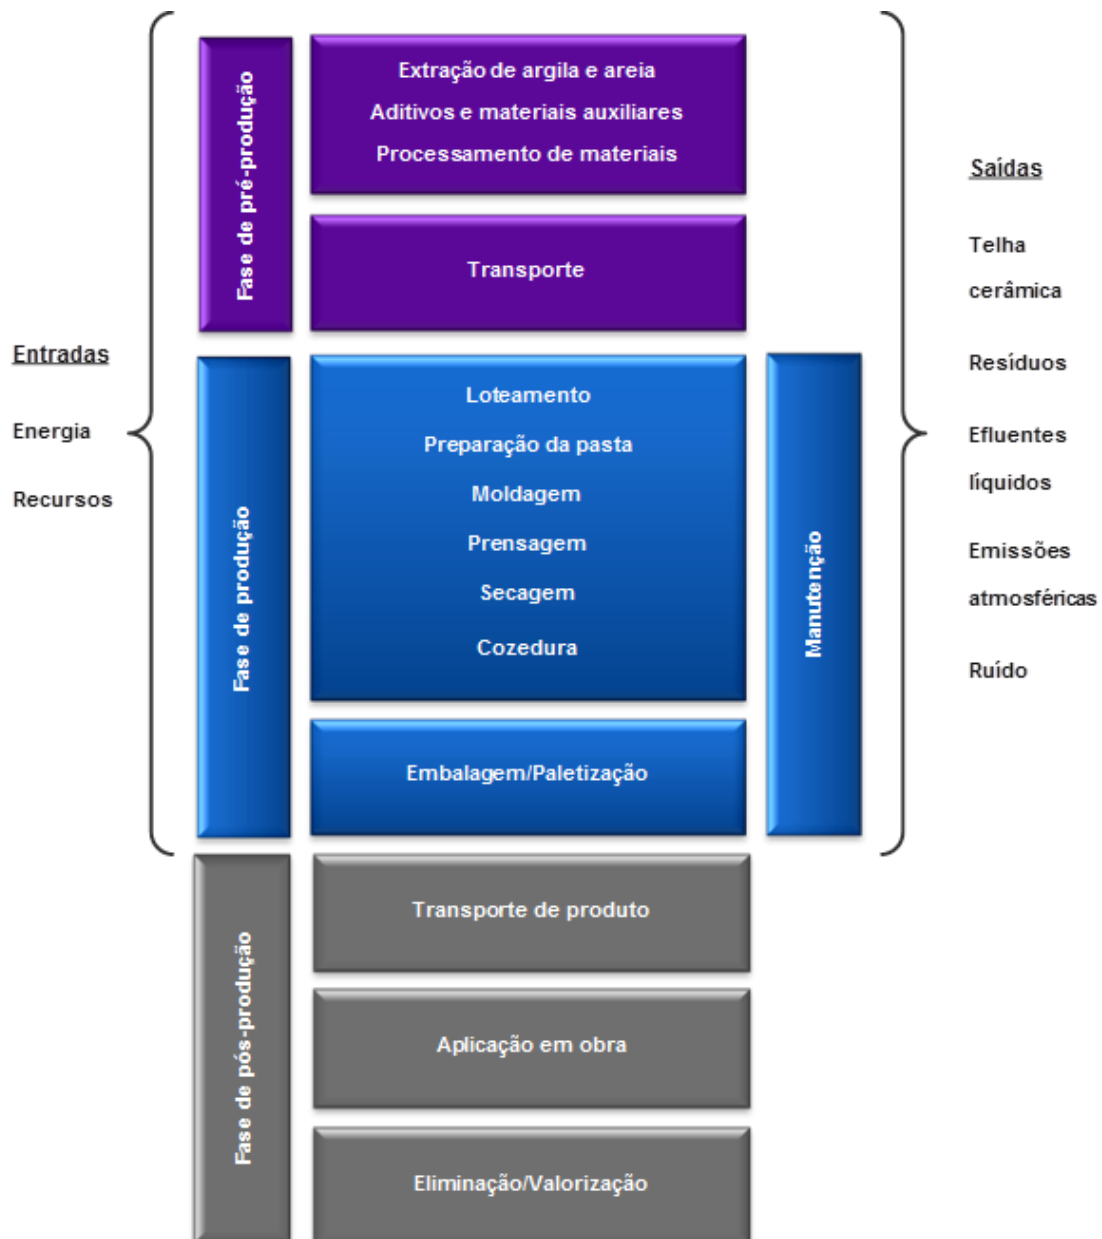 Entradas
Energia
Recursos
Fase de pré-produção
Extração de argila e areia
Aditivos e materiais auxiliares
Processamento de materiais
Transporte
Fase de produção
Loteamento
Preparação da pasta
Moldagem
Prensagem
Secagem
Cozedura
Embalagem/Paletização
Manutenção
Fase de pós-produção
Transporte de produto
Aplicação em obra
Eliminação/Valorização
Saídas
Telha
cerâmica
Resíduos
Efluentes
líquidos
Emissões
atmosféricas
Ruído